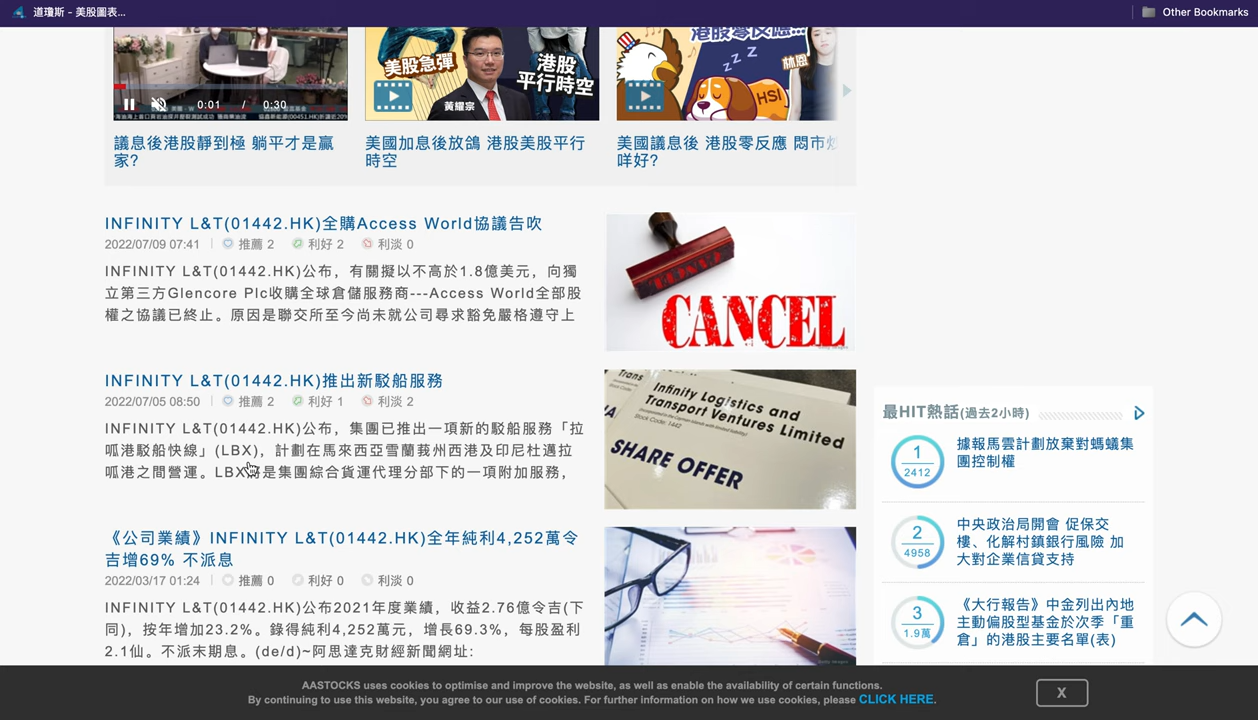 道瓊斯 - 美股圖表...
Other Bookmarks
美股急彈
港股
平行時空
黃耀宗
港股零反應...
林恩
HSI
z z z
0:01 / 0:30
議息後港股靜到極 躺平才是贏
家?
美國加息後放鴿 港股美股平行
時空
美國議息後 港股零反應 悶市炒
咩好?
INFINITY L&T(01442.HK)全購Access World協議告吹
2022/07/09 07:41 推薦 2 利好 2 利淡 0
INFINITY L&T(01442.HK)公布，有關擬以不高於1.8億美元，向獨
立第三方Glencore Plc收購全球倉儲服務商---Access World全部股
權之協議已終止。原因是聯交所至今尚未就公司尋求豁免嚴格遵守上
CANCEL
INFINITY L&T(01442.HK)推出新駁船服務
2022/07/05 08:50 推薦 2 利好 1 利淡 2
INFINITY L&T(01442.HK)公布，集團已推出一項新的駁船服務「拉
呱港駁船快線」(LBX)，計劃在馬來西亞雪蘭莪州西港及印尼杜邁拉
呱港之間營運。LBX將是集團綜合貨運代理分部下的一項附加服務，
Infinity Logistics and
Transport Ventures Limited
SHARE OFFER
《公司業績》INFINITY L&T(01442.HK)全年純利4,252萬令
吉增69% 不派息
2022/03/17 01:24 推薦 0 利好 0 利淡 0
INFINITY L&T(01442.HK)公布2021年度業績，收益2.76億令吉(下
同)，按年增加23.2%。錄得純利4,252萬元，增長69.3%，每股盈利
2.1仙。不派末期息。(de/d)~阿思達克財經新聞網址:
最HIT熱話(過去2小時)
1
2412
據報馬雲計劃放棄對螞蟻集
團控制權
2
4958
中央政治局開會 促保交
樓、化解村鎮銀行風險 加
大對企業信貸支持
3
1.9萬
《大行報告》中金列出內地
主動偏股型基金於次季「重
倉」的港股主要名單(表)
AASTOCKS uses cookies to optimise and improve the website, as well as enable the availability of certain functions.
By continuing to use this website, you agree to our use of cookies. For further information on how we use cookies, please CLICK HERE.
X